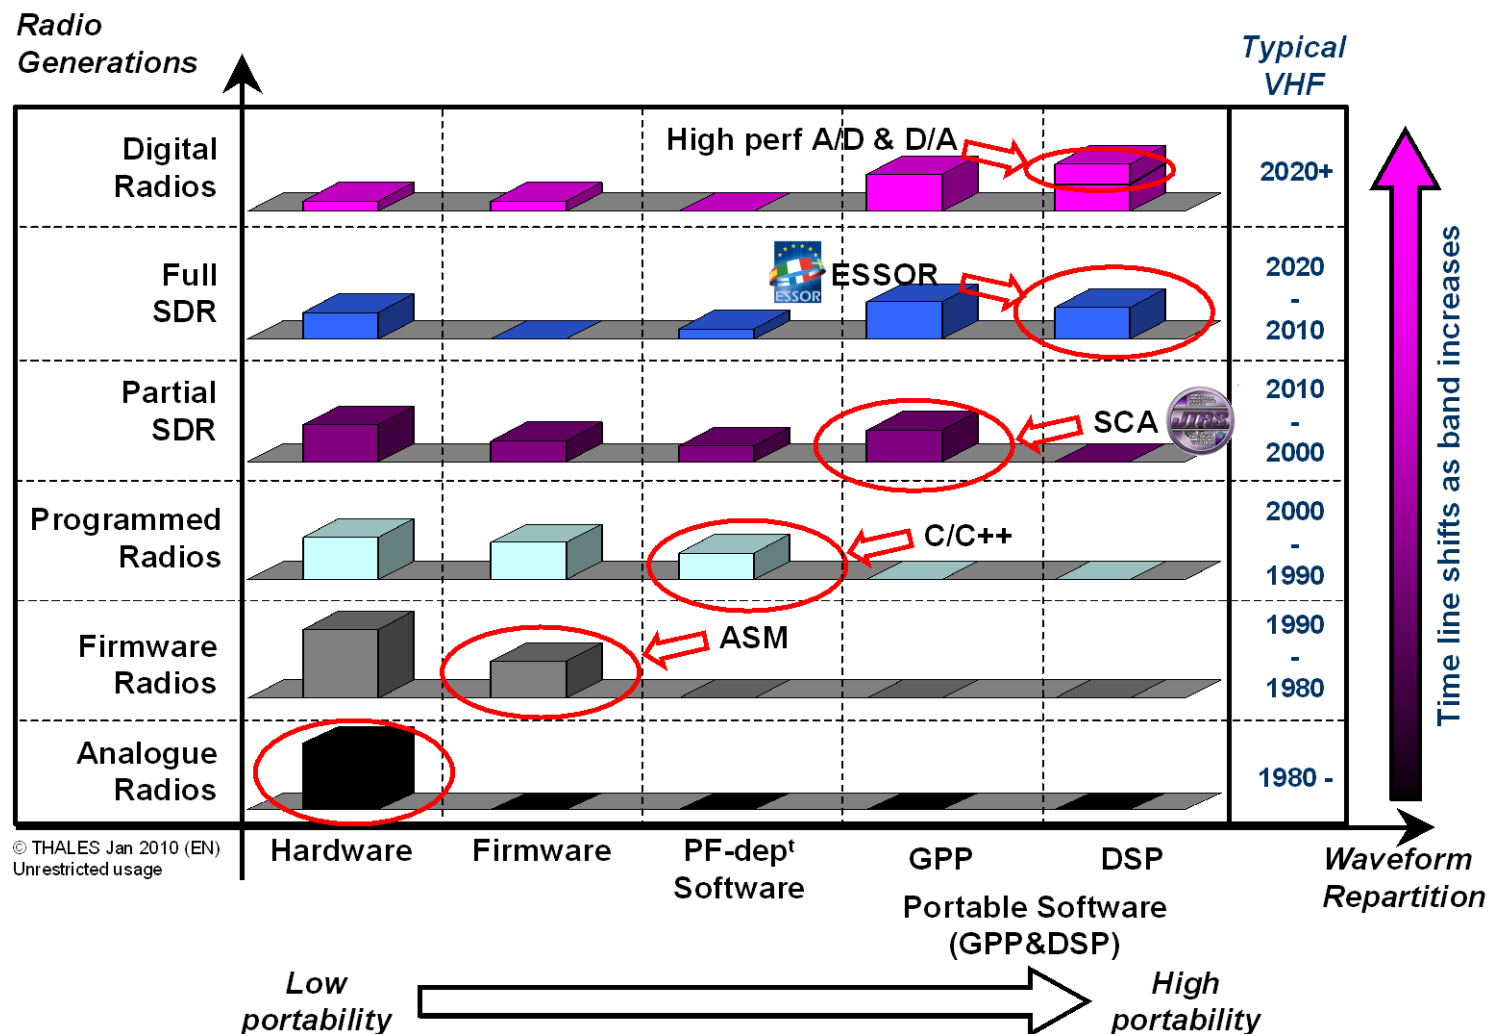 Radio
Generations
Typical
VHF
Digital
Radios
High perf A/D & D/A
2020+
Full
SDR
ESSOR
ESSOR
2020
-
2010
Partial
SDR
SCA
JTRS
2010
-
2000
Programmed
Radios
C/C++
2000
-
1990
Firmware
Radios
ASM
1990
-
1980
Analogue
Radios
1980 -
Time line shifts as band increases
© THALES Jan 2010 (EN)
Unrestricted usage
Hardware
Firmware
PF-depᵗ
Software
GPP
DSP
Portable Software
(GPP&DSP)
Waveform
Repartition
Low
portability
High
portability